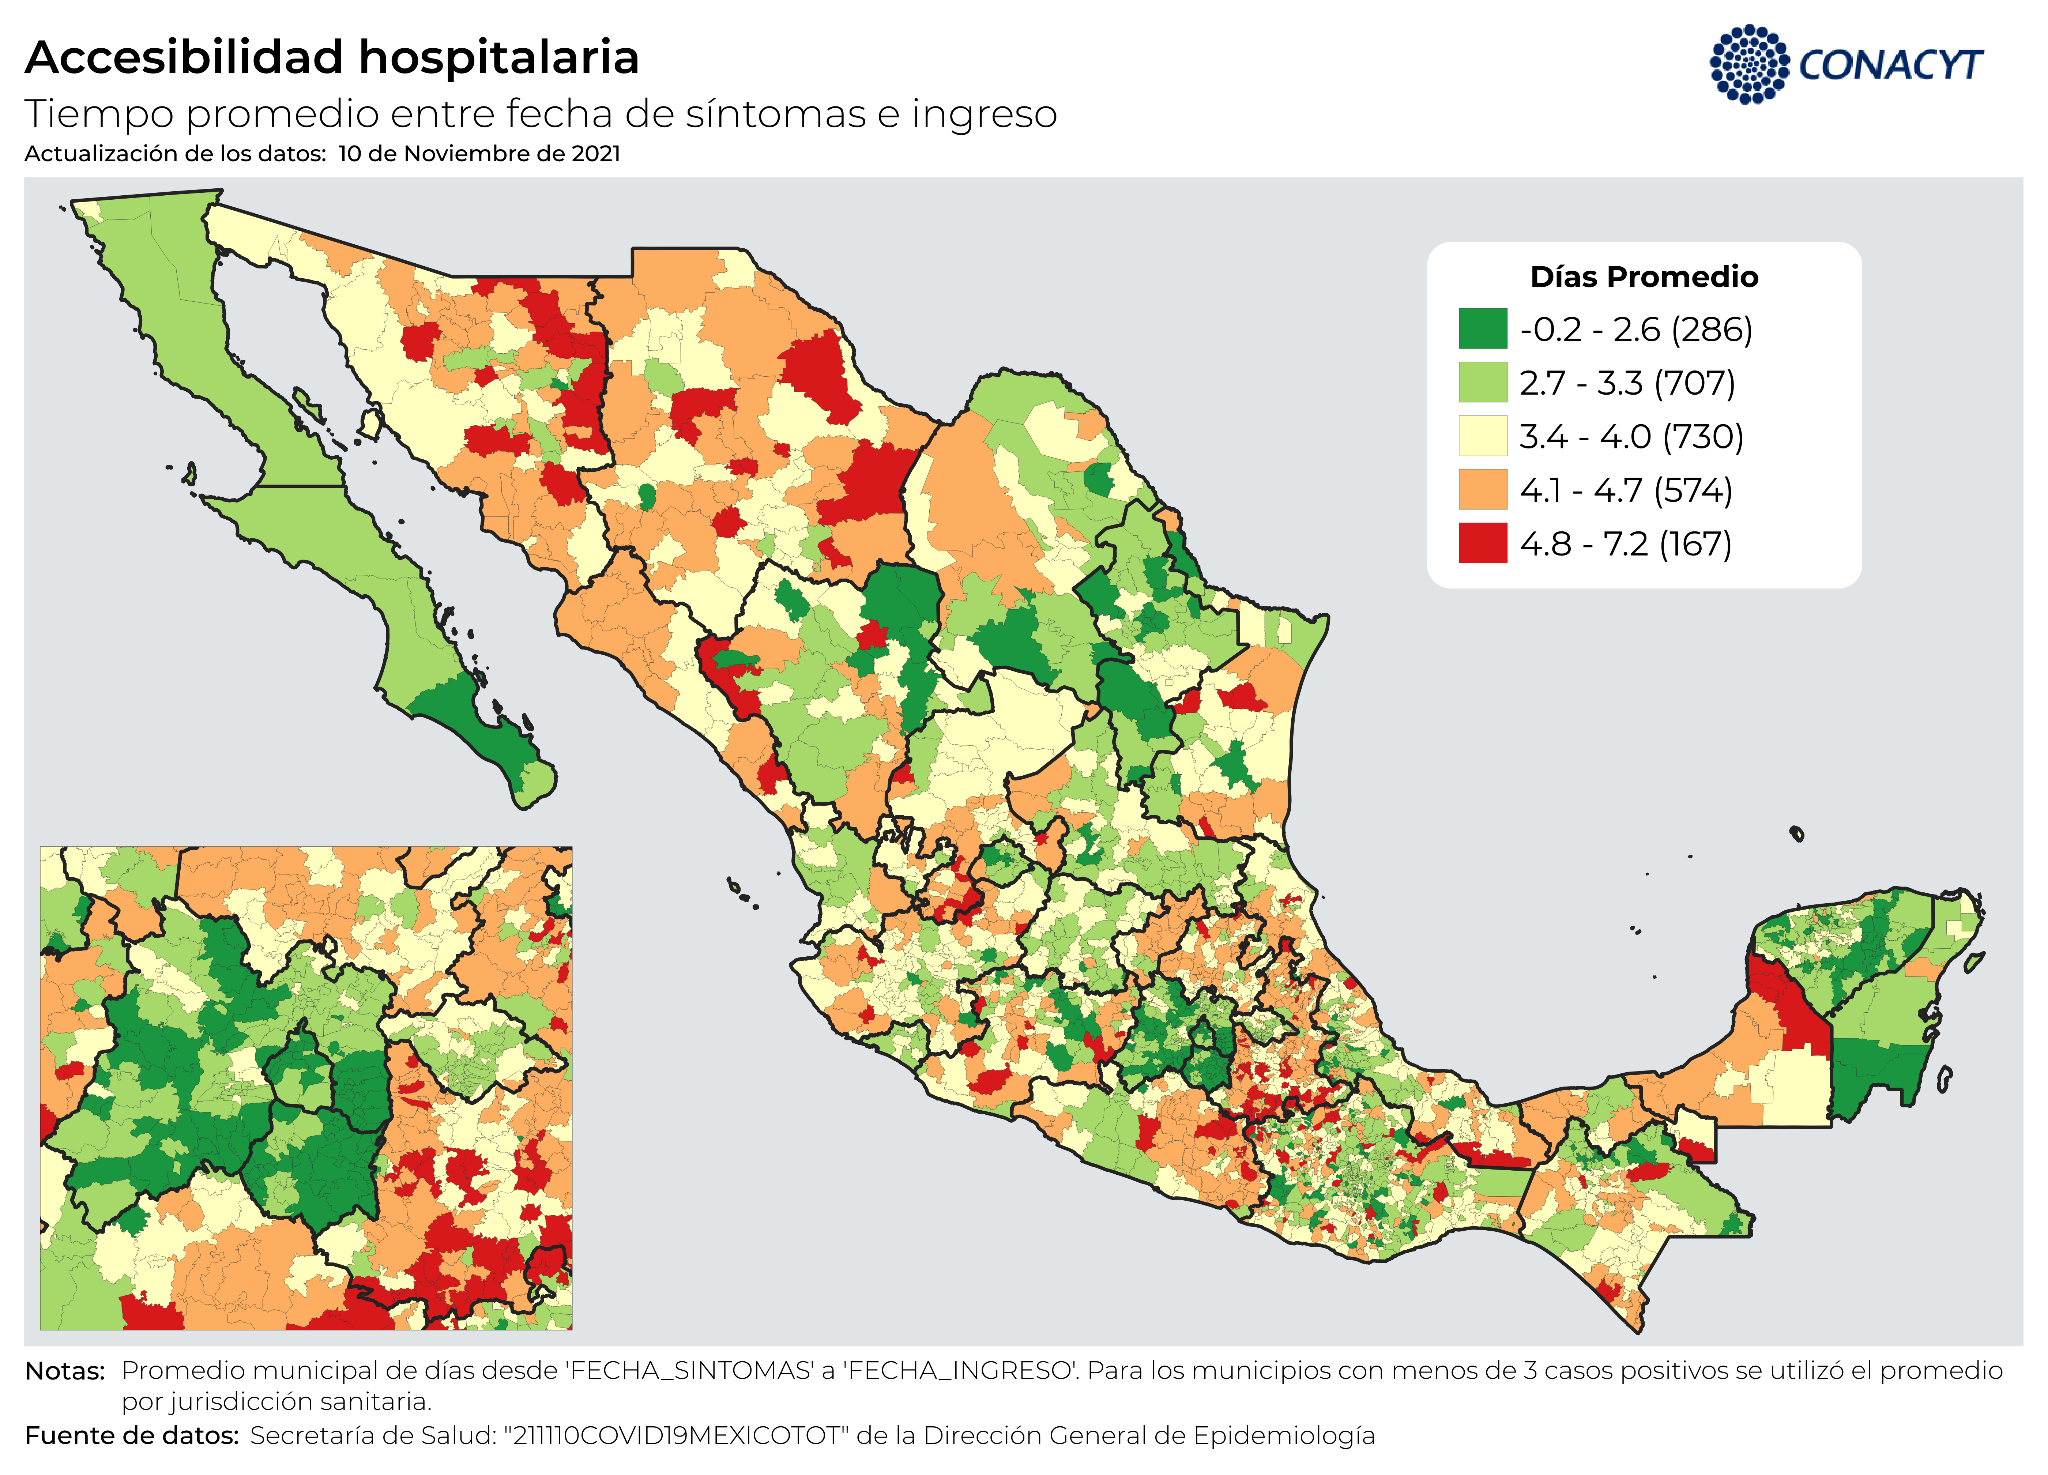 Accesibilidad hospitalaria
CONACYT
Tiempo promedio entre fecha de síntomas e ingreso
Actualización de los datos: 10 de Noviembre de 2021
Días Promedio
-0.2 - 2.6 (286)
2.7 - 3.3 (707)
3.4 - 4.0 (730)
4.1 - 4.7 (574)
4.8 - 7.2 (167)
Notas: Promedio municipal de días desde 'FECHA_SINTOMAS' a 'FECHA_INGRESO'. Para los municipios con menos de 3 casos positivos se utilizó el promedio
por jurisdicción sanitaria.
Fuente de datos: Secretaría de Salud: "211110COVID19MEXICOTOT" de la Dirección General de Epidemiología